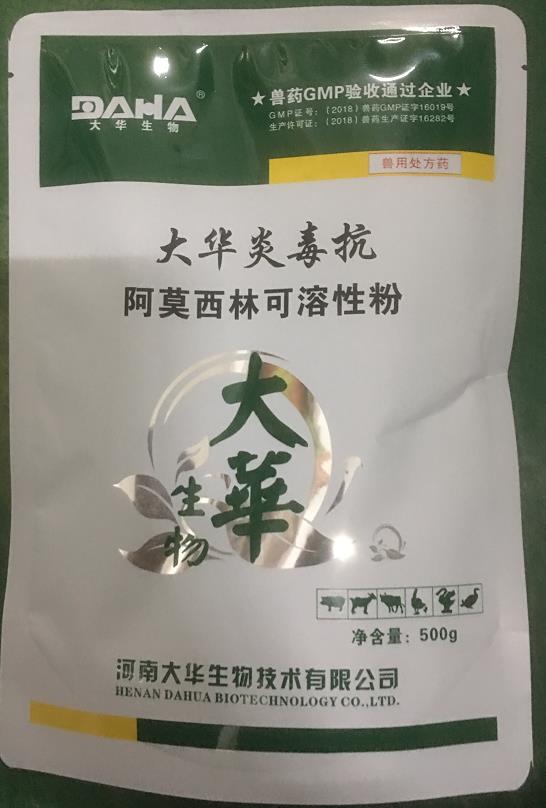 DAHA®
大华生物
★兽药GMP验收通过企业★
GMP证号：（2018）兽药GMP证字16019号
生产许可证：（2018）兽药生产证字16282号
兽用处方药
大华炎毒抗
阿莫西林可溶性粉
大華
生物
净含量：500g
河南大华生物技术有限公司
HENAN DAHUA BIOTECHNOLOGY CO.,LTD.